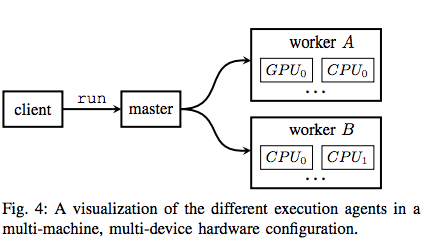 worker A
GPU₀ CPU₀
...
client run master
worker B
CPU₀ CPU₁
...
Fig. 4: A visualization of the different execution agents in a
multi-machine, multi-device hardware configuration.